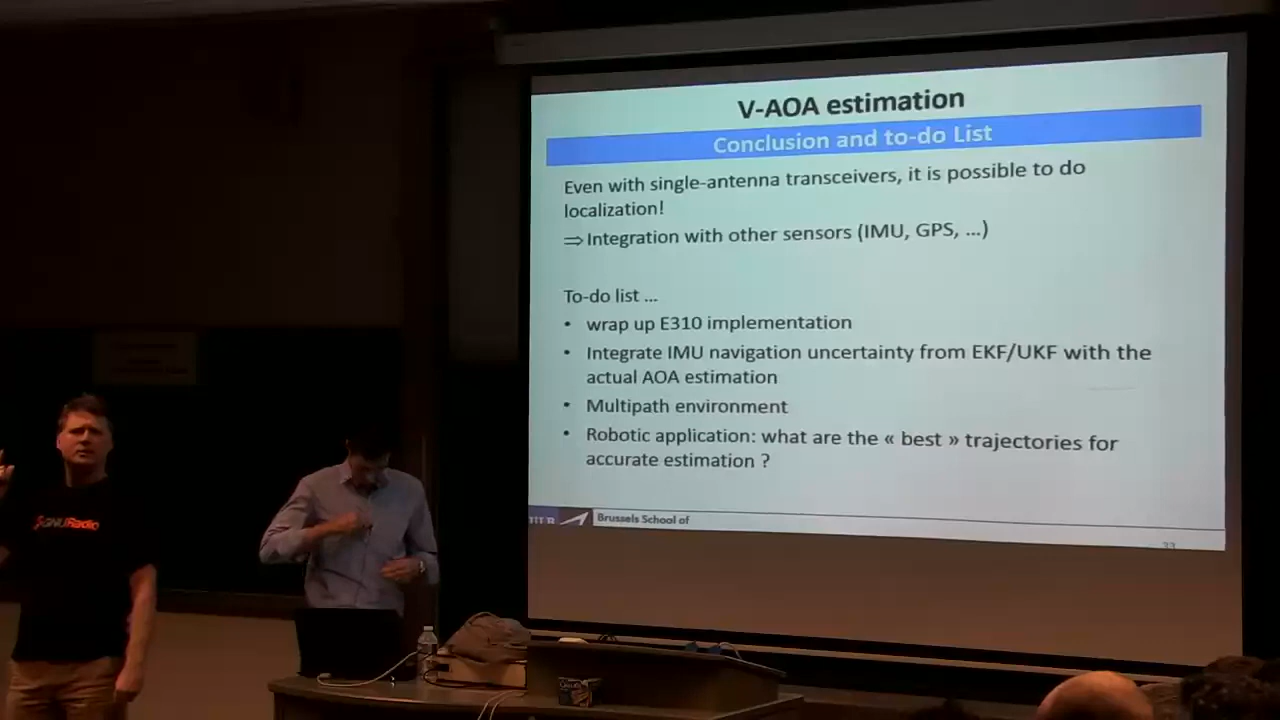 V-AOA estimation
Conclusion and to-do List
Even with single-antenna transceivers, it is possible to do
localization!
⇒ Integration with other sensors (IMU, GPS, ...)
To-do list ...
• wrap up E310 implementation
• Integrate IMU navigation uncertainty from EKF/UKF with the
actual AOA estimation
• Multipath environment
• Robotic application: what are the « best » trajectories for
accurate estimation ?
Brussels School of
GNURadio